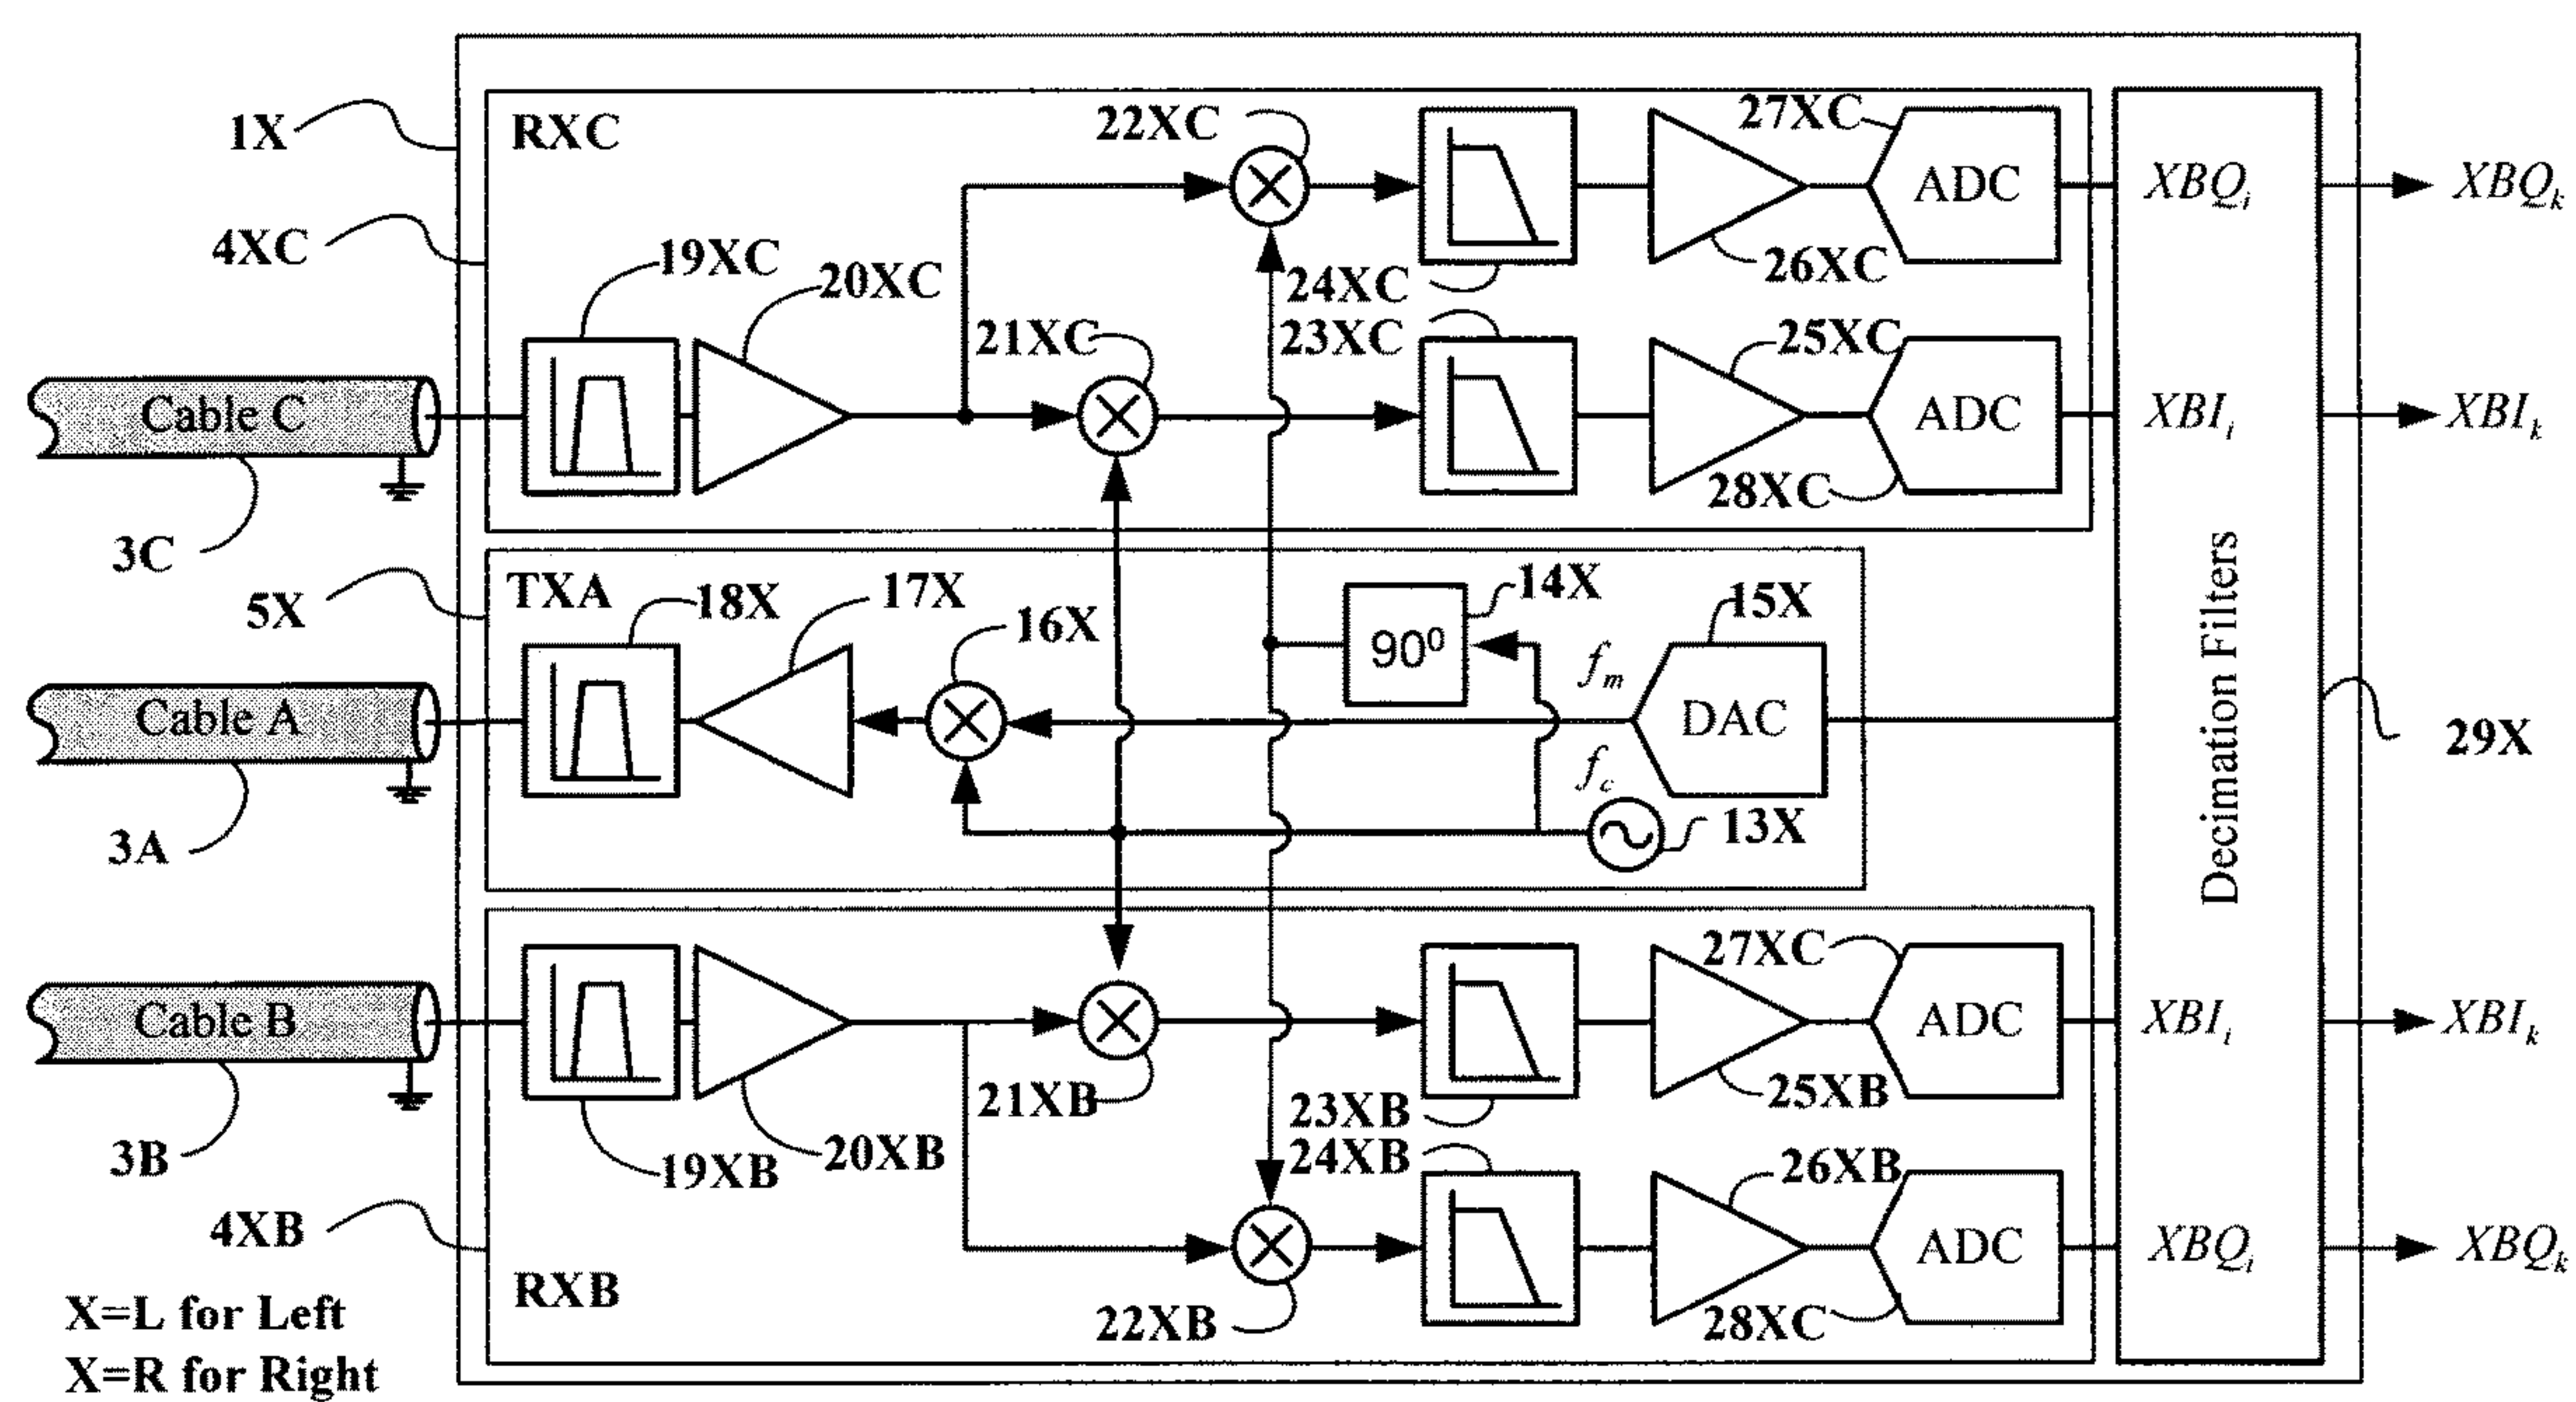 1X
RXC
22XC
27XC
ADC
XBQi
XBQk
4XC
19XC
20XC
24XC
26XC
21XC
23XC
25XC
Cable C
ADC
XBIi
XBIk
28XC
3C
5X
TXA
18X
17X
16X
14X
15X
90⁰
fm
Cable A
DAC
fc
13X
3A
Decimation Filters
29X
27XC
Cable B
ADC
XBIi
XBIk
21XB
23XB
25XB
3B
19XB
20XB
24XB
26XB
4XB
ADC
XBQi
XBQk
RXB
22XB
28XC
X=L for Left
X=R for Right